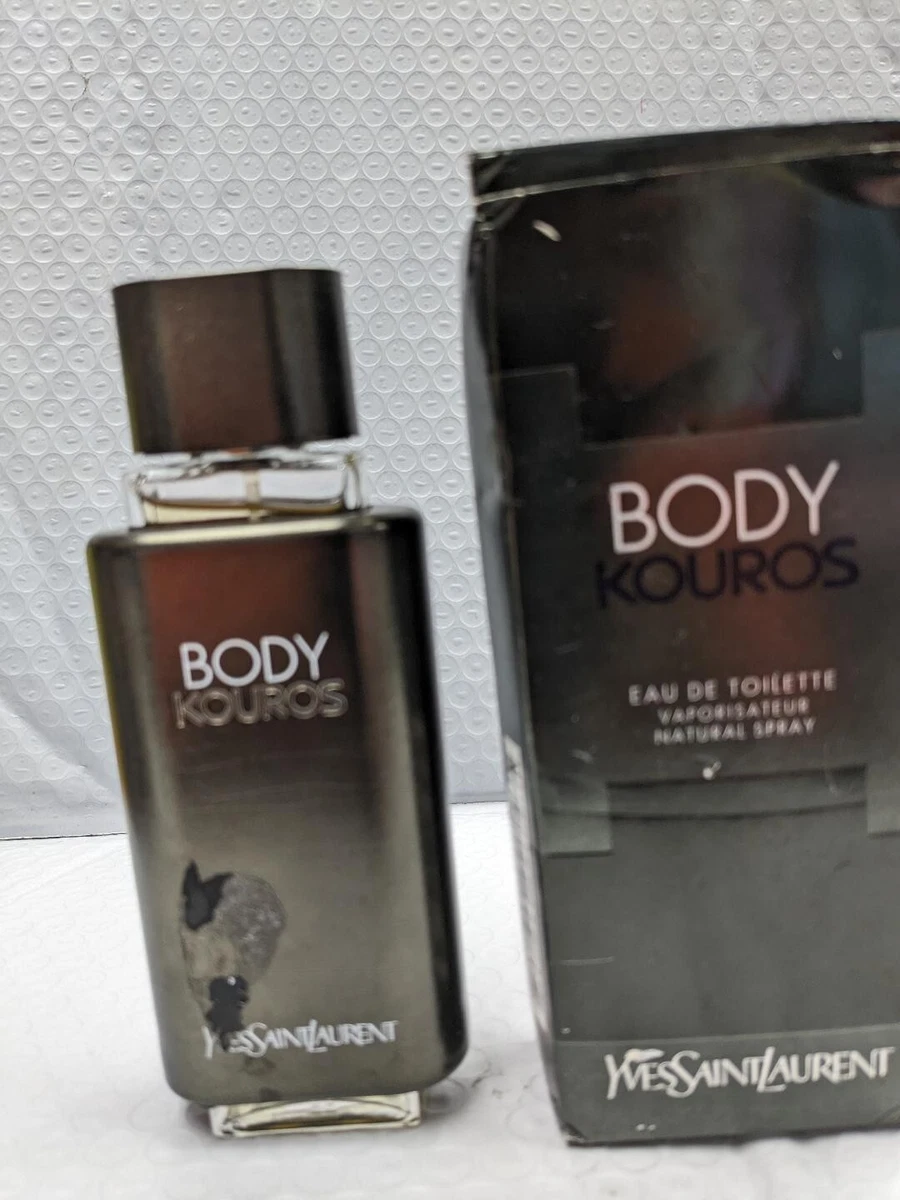 BODY
KOUROS
YVESSAINTLAURENT
BODY
KOUROS
EAU DE TOILETTE
VAPORISATEUR
NATURAL SPRAY
YVESSAINTLAURENT